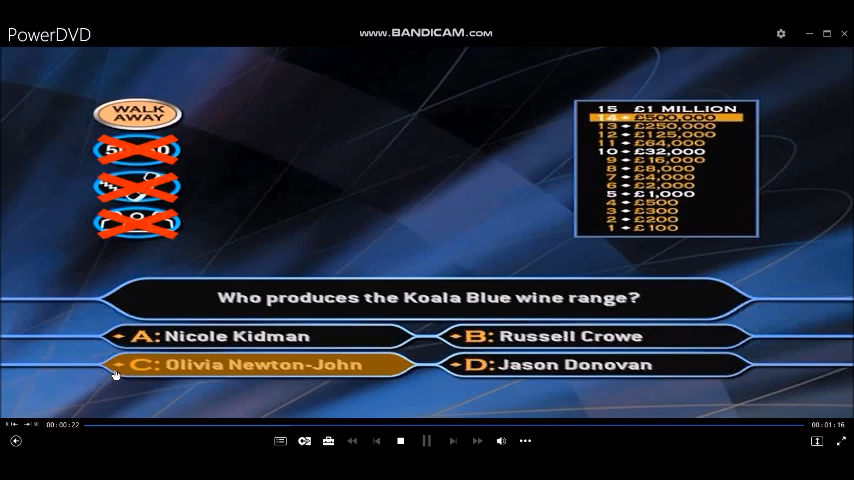 PowerDVD
www.BANDICAM.com
WALK
AWAY
15 £1 MILLION
14 £500,000
13 £250,000
12 £125,000
11 £64,000
10 £32,000
9 £16,000
8 £8,000
7 £4,000
6 £2,000
5 £1,000
4 £500
3 £300
2 £200
1 £100
Who produces the Koala Blue wine range?
A: Nicole Kidman
B: Russell Crowe
C: Olivia Newton-John
D: Jason Donovan
00:00:22
00:01:16